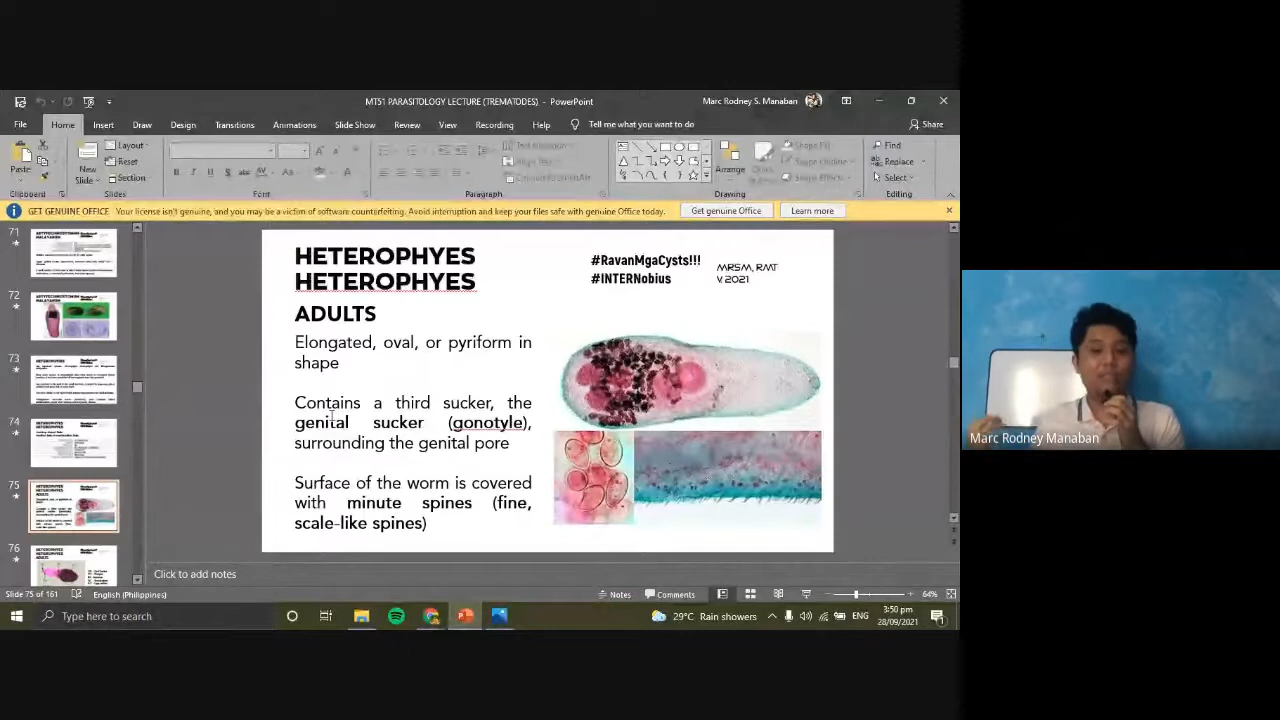 MT51 PARASITOLOGY LECTURE (TREMATODES) - PowerPoint
Marc Rodney S. Manaban
File Home Insert Draw Design Transitions Animations Slide Show Review View Recording Help Tell me what you want to do Share
Paste
Clipboard
New Slide
Layout
Reset
Section
Slides
Font
Paragraph
Arrange
Shape Fill
Shape Outline
Shape Effects
Drawing
Find
Replace
Select
Editing
GET GENUINE OFFICE Your license isn't genuine, and you may be a victim of software counterfeiting. Avoid interruption and keep your files safe with genuine Office today. Get genuine Office Learn more
71
72
73
74
75
76
HETEROPHYES
HETEROPHYES
#RavanMgaCysts!!!
#INTERNobius
MRSM, RMT
V. 2021
ADULTS
Elongated, oval, or pyriform in
shape
Contains a third sucker, the
genital sucker (gonotyle),
surrounding the genital pore
Surface of the worm is covered
with minute spines (fine,
scale-like spines)
Click to add notes
Slide 75 of 161 English (Philippines) Notes Comments 64%
Type here to search
29°C Rain showers
ENG
3:50 pm
28/09/2021
Marc Rodney Manaban